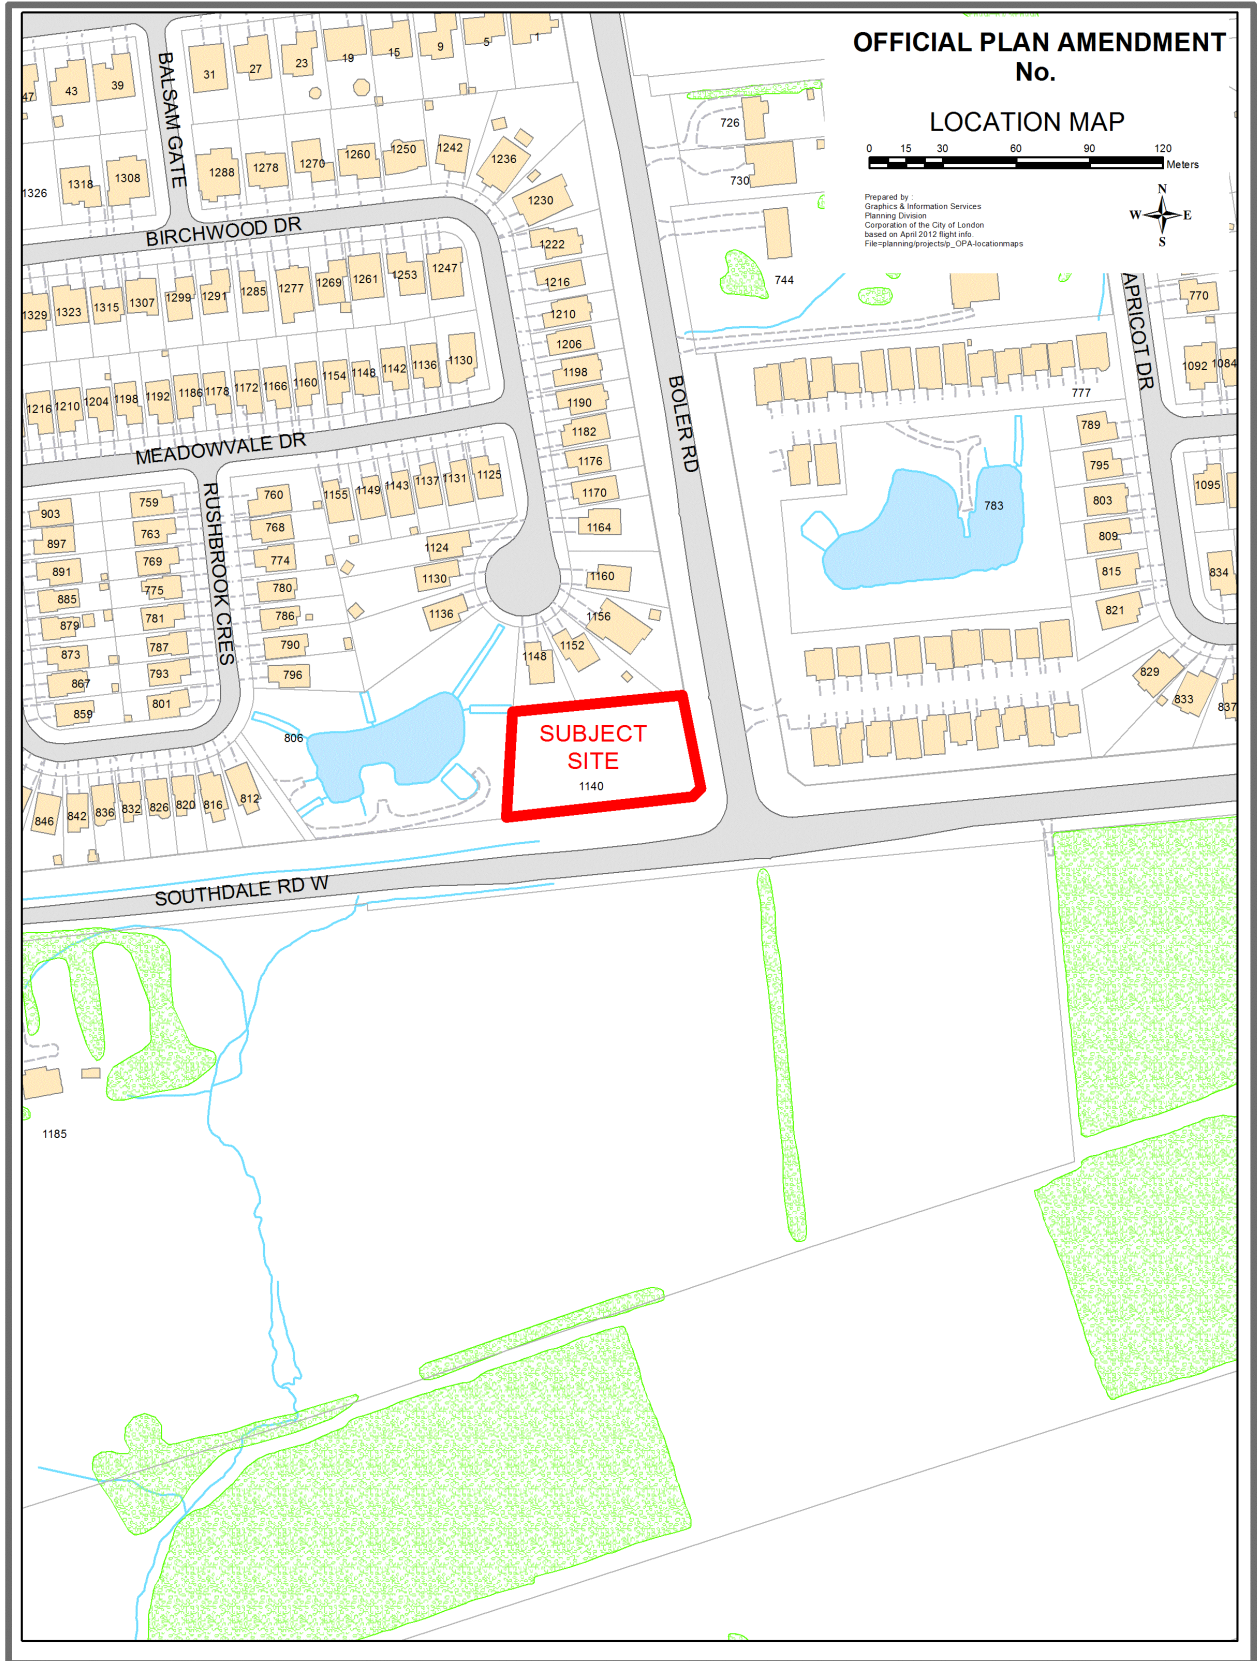 OFFICIAL PLAN AMENDMENT
No.
LOCATION MAP
0 15 30 60 90 120
Meters
Prepared by :
Graphics & Information Services
Planning Division
Corporation of the City of London
based on April 2012 flight info.
File=planning/projects/p_OPA-locationmaps
N
W E
S
47 43 39
31 27 23 19 15 9 5 1
BALSAM GATE
1326 1318 1308
1288 1278 1270 1260 1250 1242 1236
1230
BIRCHWOOD DR
1222
1216
1210
1206
1198
1190
1182
1176
1170
1164
1160
1156
1152
1148
1329 1323 1315 1307 1299 1291 1285 1277 1269 1261 1253 1247
1216 1210 1204 1198 1192 1186 1178 1172 1166 1160 1154 1148 1142 1136 1130
MEADOWVALE DR
1155 1149 1143 1137 1131 1125
1124
1130
1136
RUSHBROOK CRES
903
897
891
885
879
873
867
859
759
763
769
775
781
787
793
801
760
768
774
780
786
790
796
806
846 842 836 832 826 820 816 812
BOLER RD
726
730
744
APRICOT DR
770
1092 1084
777
789
795
803
809
815
821
783
1095
834
829
833
837
SUBJECT
SITE
1140
SOUTHDALE RD W
1185